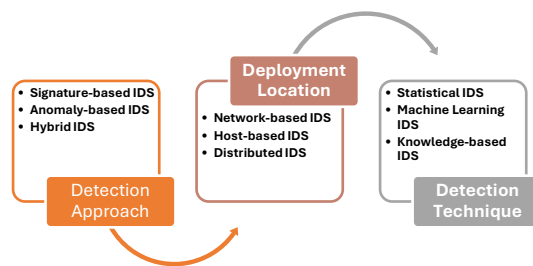 • Signature-based IDS
• Anomaly-based IDS
• Hybrid IDS
Detection
Approach
Deployment
Location
• Network-based IDS
• Host-based IDS
• Distributed IDS
• Statistical IDS
• Machine Learning
IDS
• Knowledge-based
IDS
Detection
Technique